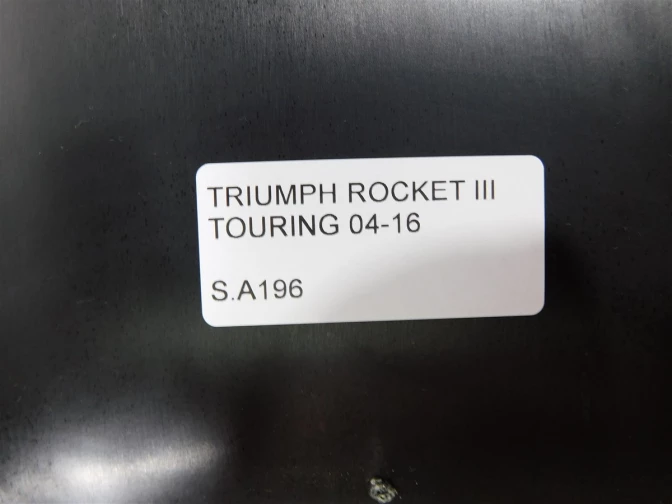 TRIUMPH ROCKET III
TOURING 04-16
S.A196